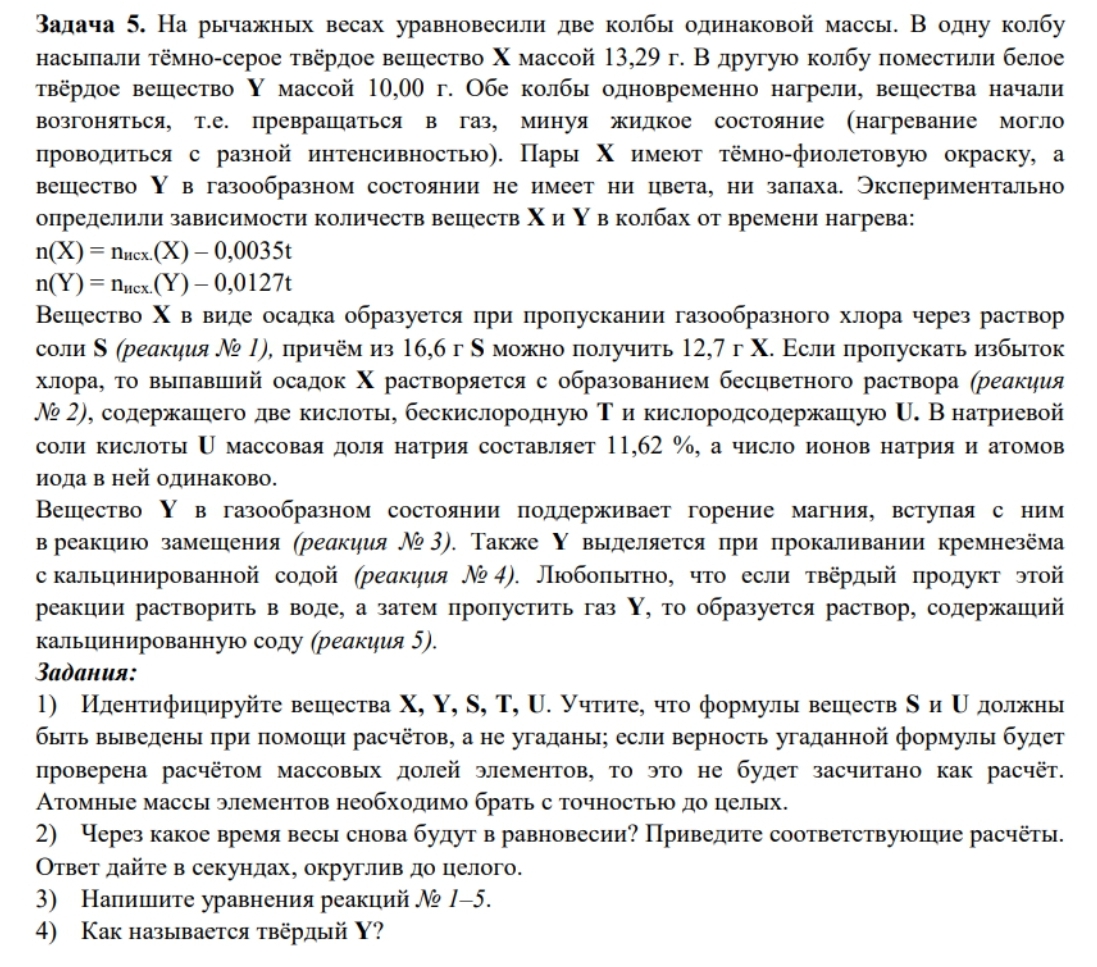 Задача 5. На рычажных весах уравновесили две колбы одинаковой массы. В одну колбу
насыпали тёмно-серое твёрдое вещество X массой 13,29 г. В другую колбу поместили белое
твёрдое вещество Y массой 10,00 г. Обе колбы одновременно нагрели, вещества начали
возгоняться, т.е. превращаться в газ, минуя жидкое состояние (нагревание могло
проводиться с разной интенсивностью). Пары X имеют тёмно-фиолетовую окраску, а
вещество Y в газообразном состоянии не имеет ни цвета, ни запаха. Экспериментально
определили зависимости количеств веществ X и Y в колбах от времени нагрева:
n(X) = nисх.(X) – 0,0035t
n(Y) = nисх.(Y) – 0,0127t
Вещество X в виде осадка образуется при пропускании газообразного хлора через раствор
соли S (реакция № 1), причём из 16,6 г S можно получить 12,7 г X. Если пропускать избыток
хлора, то выпавший осадок X растворяется с образованием бесцветного раствора (реакция
№ 2), содержащего две кислоты, бескислородную T и кислородсодержащую U. В натриевой
соли кислоты U массовая доля натрия составляет 11,62 %, а число ионов натрия и атомов
иода в ней одинаково.
Вещество Y в газообразном состоянии поддерживает горение магния, вступая с ним
в реакцию замещения (реакция № 3). Также Y выделяется при прокаливании кремнезёма
с кальцинированной содой (реакция № 4). Любопытно, что если твёрдый продукт этой
реакции растворить в воде, а затем пропустить газ Y, то образуется раствор, содержащий
кальцинированную соду (реакция 5).
Задания:
1) Идентифицируйте вещества X, Y, S, T, U. Учтите, что формулы веществ S и U должны
быть выведены при помощи расчётов, а не угаданы; если верность угаданной формулы будет
проверена расчётом массовых долей элементов, то это не будет засчитано как расчёт.
Атомные массы элементов необходимо брать с точностью до целых.
2) Через какое время весы снова будут в равновесии? Приведите соответствующие расчёты.
Ответ дайте в секундах, округлив до целого.
3) Напишите уравнения реакций № 1–5.
4) Как называется твёрдый Y?